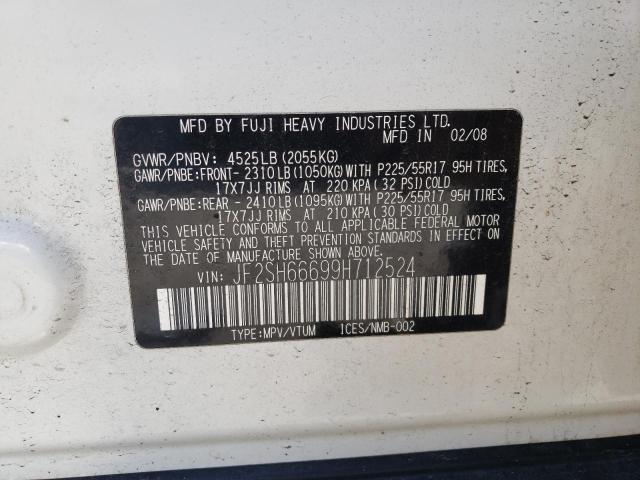 MFD BY FUJI HEAVY INDUSTRIES LTD.
MFD IN 02/08
GVWR/PNBV: 4525LB (2055KG)
GAWR/PNBE:FRONT- 2310LB(1050KG)WITH P225/55R17 95H TIRES,
17X7JJ RIMS AT 220 KPA( 32 PSI)COLD
GAWR/PNBE:REAR - 2410LB(1095KG)WITH P225/55R17 95H TIRES,
17X7JJ RIMS AT 210 KPA( 30 PSI)COLD
THIS VEHICLE CONFORMS TO ALL APPLICABLE FEDERAL MOTOR
VEHICLE SAFETY AND THEFT PREVENTION STANDARDS IN EFFECT ON
THE DATE OF MANUFACTURE SHOWN ABOVE.
VIN: JF2SH66699H712524
TYPE:MPV/VTUM 1CES/NMB-002